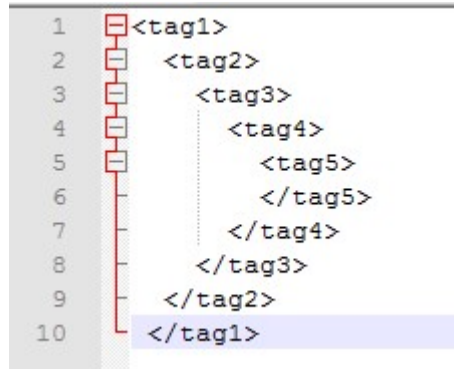 1 <tag1>
2 <tag2>
3 <tag3>
4 <tag4>
5 <tag5>
6 </tag5>
7 </tag4>
8 </tag3>
9 </tag2>
10 </tag1>